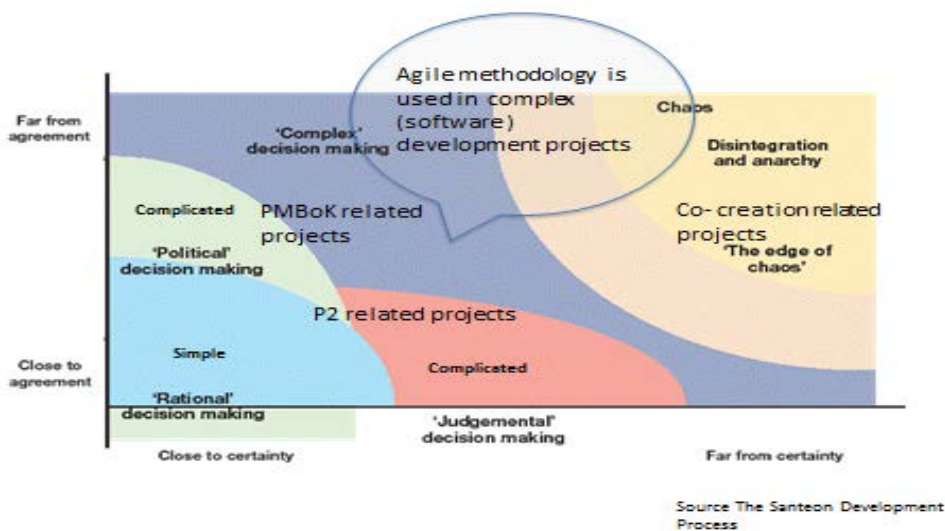 Agile methodology is
used in complex
(software)
development projects
Far from
agreement
'Complex'
decision making
Chaos
Disintegration
and anarchy
Complicated
PMBoK related
projects
Co- creation related
projects
'Political'
decision making
'The edge of
chaos'
P2 related projects
Simple
Complicated
Close to
agreement
'Rational'
decision making
'Judgemental'
decision making
Close to certainty
Far from certainty
Source The Santeon Development
Process